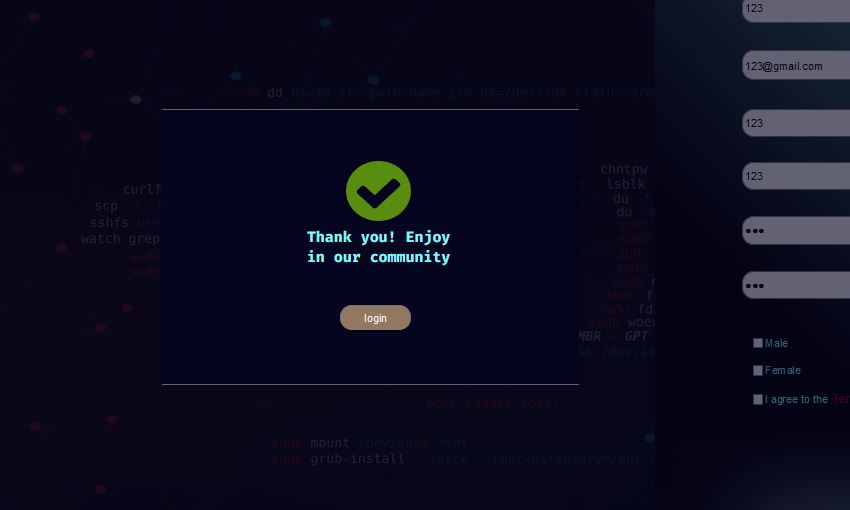 123
123@gmail.com
sudo dd bs=4M if=/path/name.iso of=/dev/sdX status=pro
123
chntpw
123
lsblk
curlf
du -h
scp -r
du -s
sshfs use
sudo
watch grep
Thank you! Enjoy
sudo
in our community
sudo
sudo
sudo
sudo
sudo
sudo f
sudo fd
login
sudo woeu
MBR > GPT
Male
sk /dev/sd
Female
I agree to the Ter
"boot loader lost!"
sudo mount /dev/sdxX /mnt
sudo grub-install --force --root-directory=/mnt /